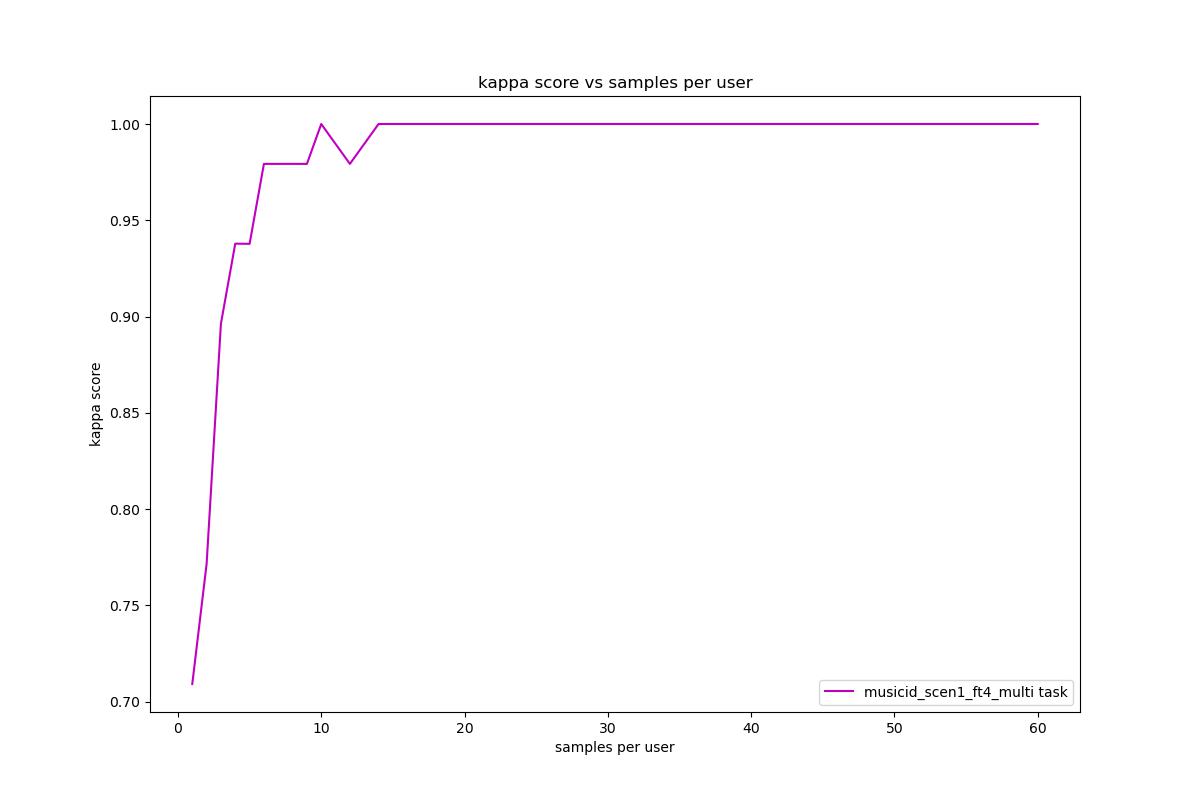 kappa score vs samples per user
1.00
0.95
0.90
0.85
0.80
0.75
0.70
kappa score
0 10 20 30 40 50 60
samples per user
musicid_scen1_ft4_multi task